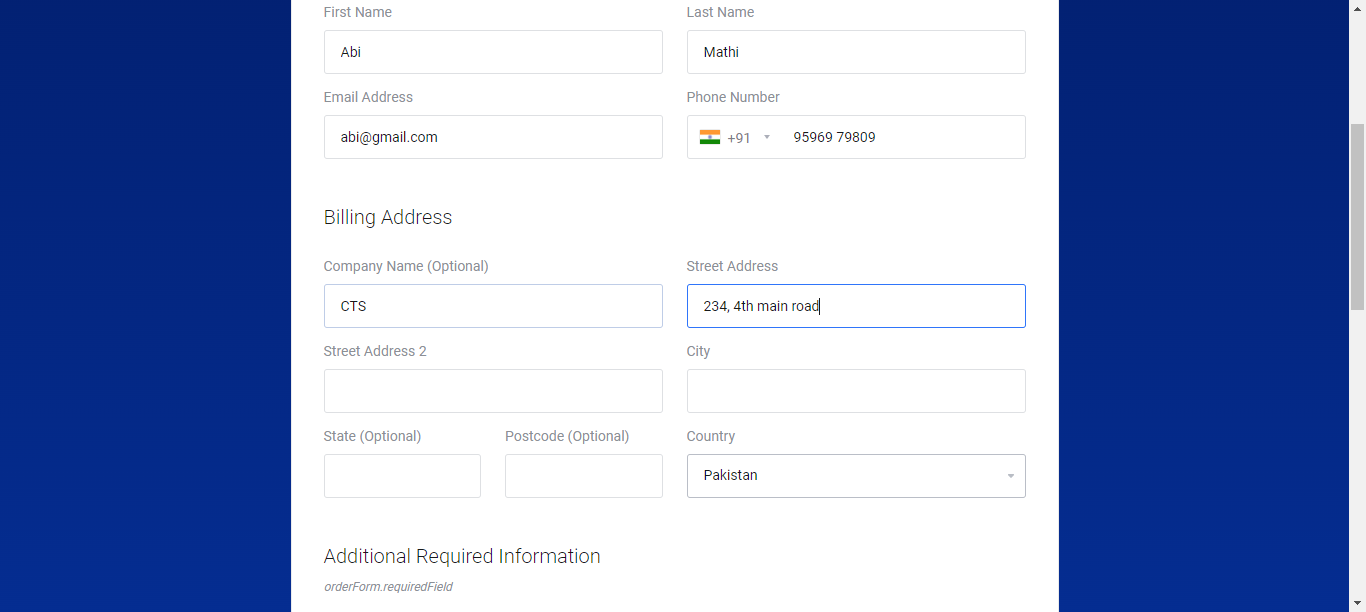 First Name
Last Name
Abi
Mathi
Email Address
Phone Number
abi@gmail.com
+91
95969 79809
Billing Address
Company Name (Optional)
Street Address
CTS
234, 4th main road
Street Address 2
City
State (Optional)
Postcode (Optional)
Country
Pakistan
Additional Required Information
orderForm.requiredField